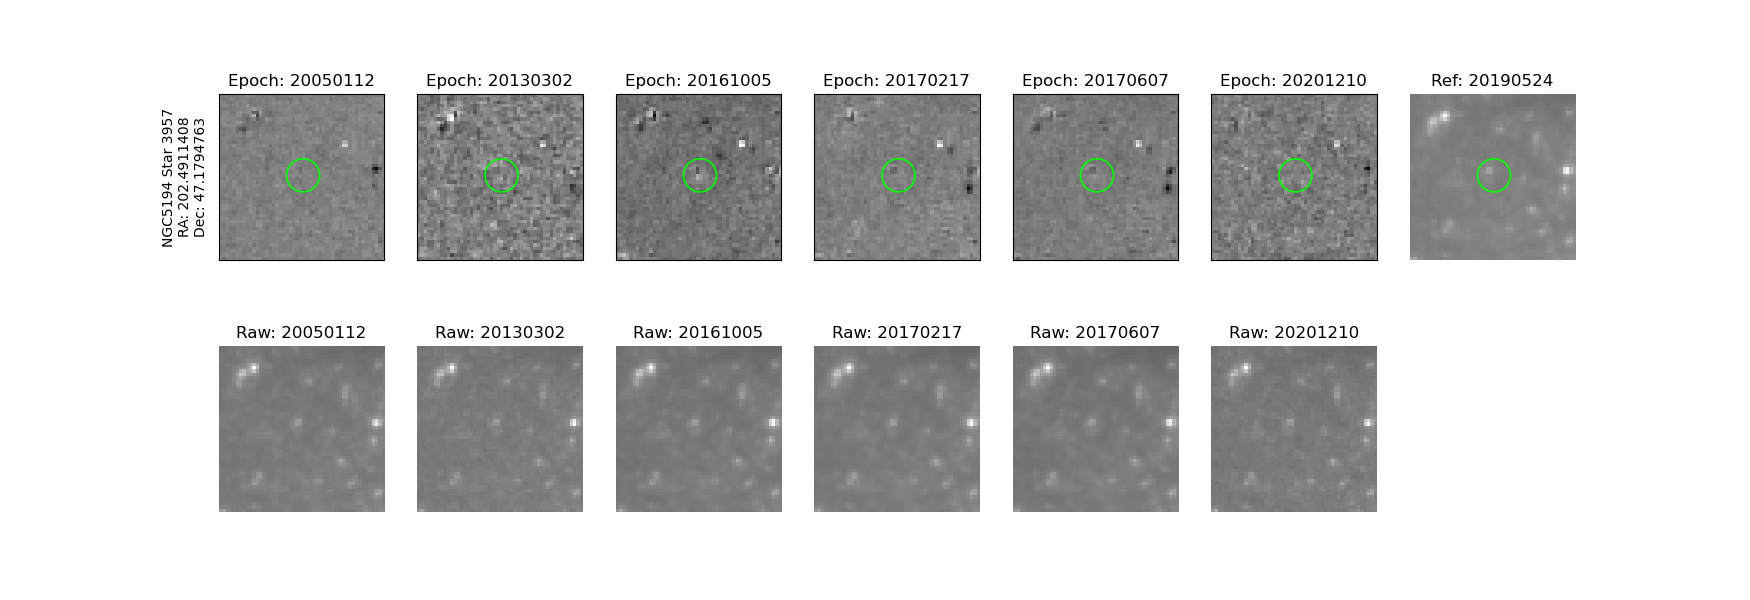 Epoch: 20050112
Epoch: 20130302
Epoch: 20161005
Epoch: 20170217
Epoch: 20170607
Epoch: 20201210
Ref: 20190524
NGC5194 Star 3957
RA: 202.4911408
Dec: 47.1794763
Raw: 20050112
Raw: 20130302
Raw: 20161005
Raw: 20170217
Raw: 20170607
Raw: 20201210